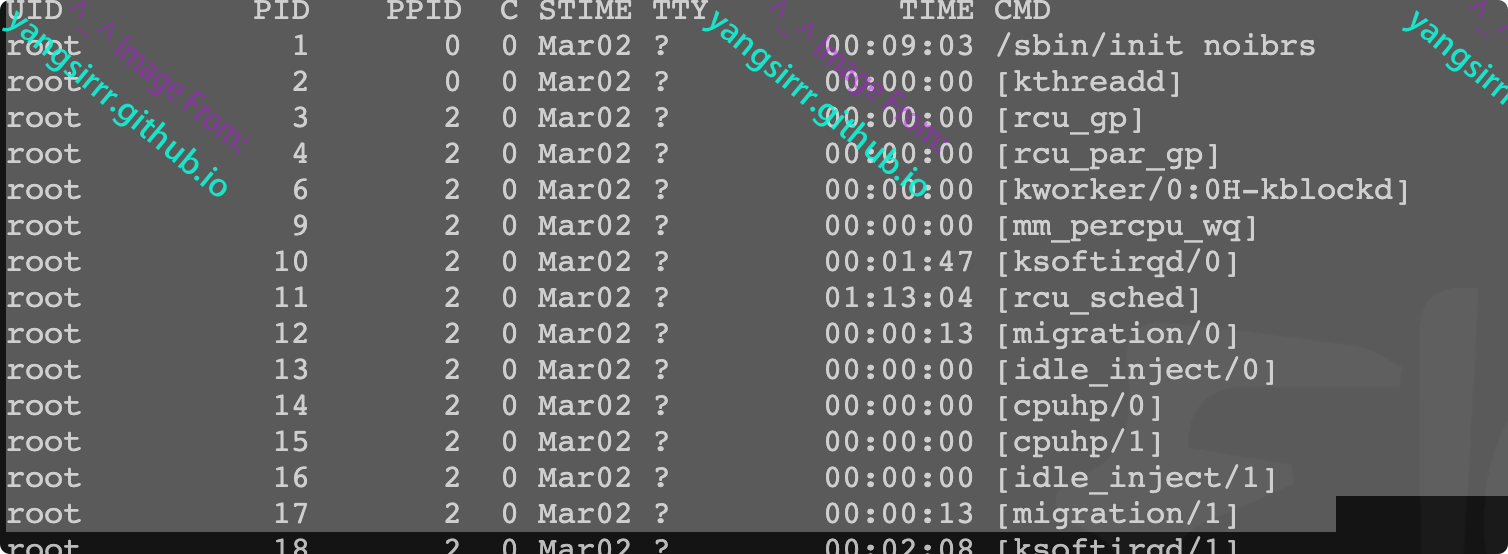 UID PID PPID C STIME TTY TIME CMD
root 1 0 0 Mar02 ? 00:09:03 /sbin/init noibrs
root 2 0 0 Mar02 ? 00:00:00 [kthreadd]
root 3 2 0 Mar02 ? 00:00:00 [rcu_gp]
root 4 2 0 Mar02 ? 00:00:00 [rcu_par_gp]
root 6 2 0 Mar02 ? 00:00:00 [kworker/0:0H-kblockd]
root 9 2 0 Mar02 ? 00:00:00 [mm_percpu_wq]
root 10 2 0 Mar02 ? 00:01:47 [ksoftirqd/0]
root 11 2 0 Mar02 ? 01:13:04 [rcu_sched]
root 12 2 0 Mar02 ? 00:00:13 [migration/0]
root 13 2 0 Mar02 ? 00:00:00 [idle_inject/0]
root 14 2 0 Mar02 ? 00:00:00 [cpuhp/0]
root 15 2 0 Mar02 ? 00:00:00 [cpuhp/1]
root 16 2 0 Mar02 ? 00:00:00 [idle_inject/1]
root 17 2 0 Mar02 ? 00:00:13 [migration/1]
root 18 2 0 Mar02 ? 00:02:08 [ksoftirqd/1]
^_^ Image From:
yangsirrr.github.io
^_^ Image From:
yangsirrr.github.io
yangsirrr